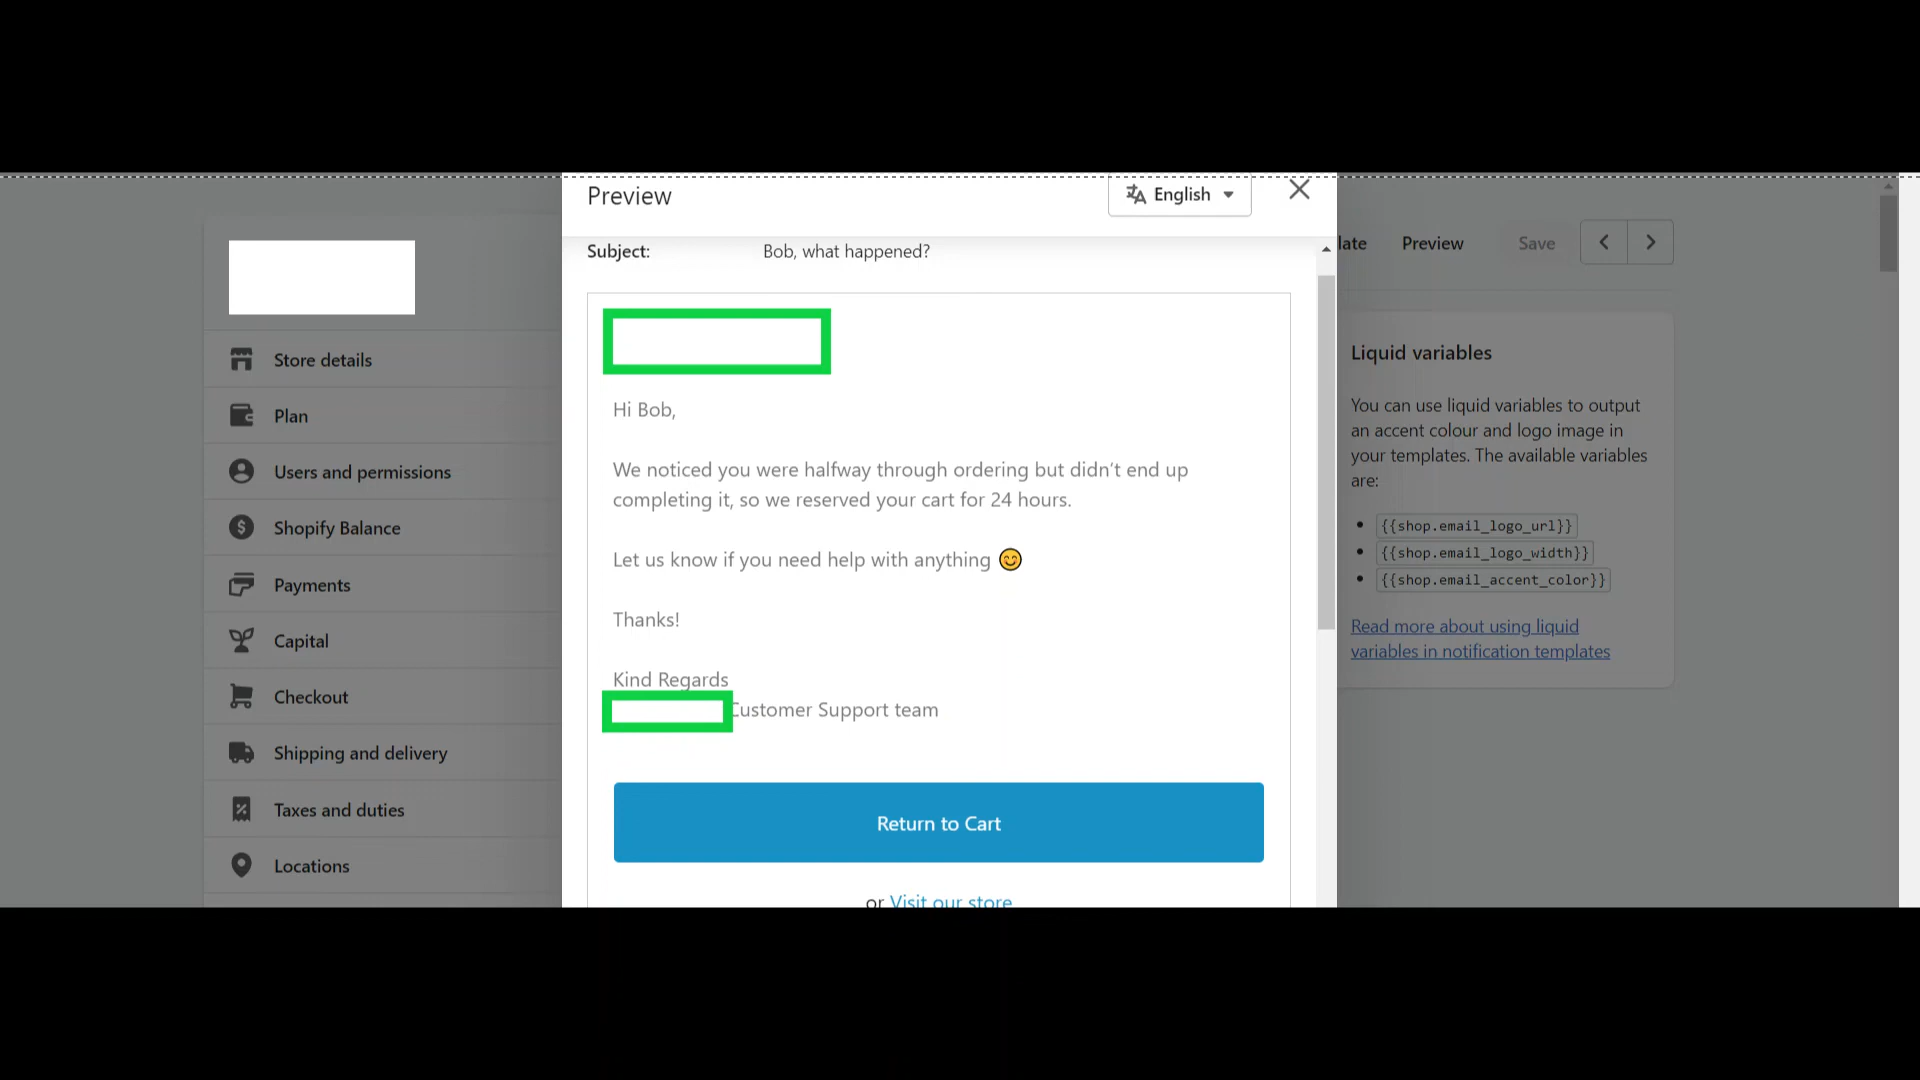 Preview
English
Subject: Bob, what happened?
Hi Bob,
We noticed you were halfway through ordering but didn’t end up
completing it, so we reserved your cart for 24 hours.
Let us know if you need help with anything 😊
Thanks!
Kind Regards
Customer Support team
Return to Cart
or Visit our store
Store details
Plan
Users and permissions
Shopify Balance
Payments
Capital
Checkout
Shipping and delivery
Taxes and duties
Locations
late Preview Save
Liquid variables
You can use liquid variables to output
an accent colour and logo image in
your templates. The available variables
are:
{{shop.email_logo_url}}
{{shop.email_logo_width}}
{{shop.email_accent_color}}
Read more about using liquid
variables in notification templates